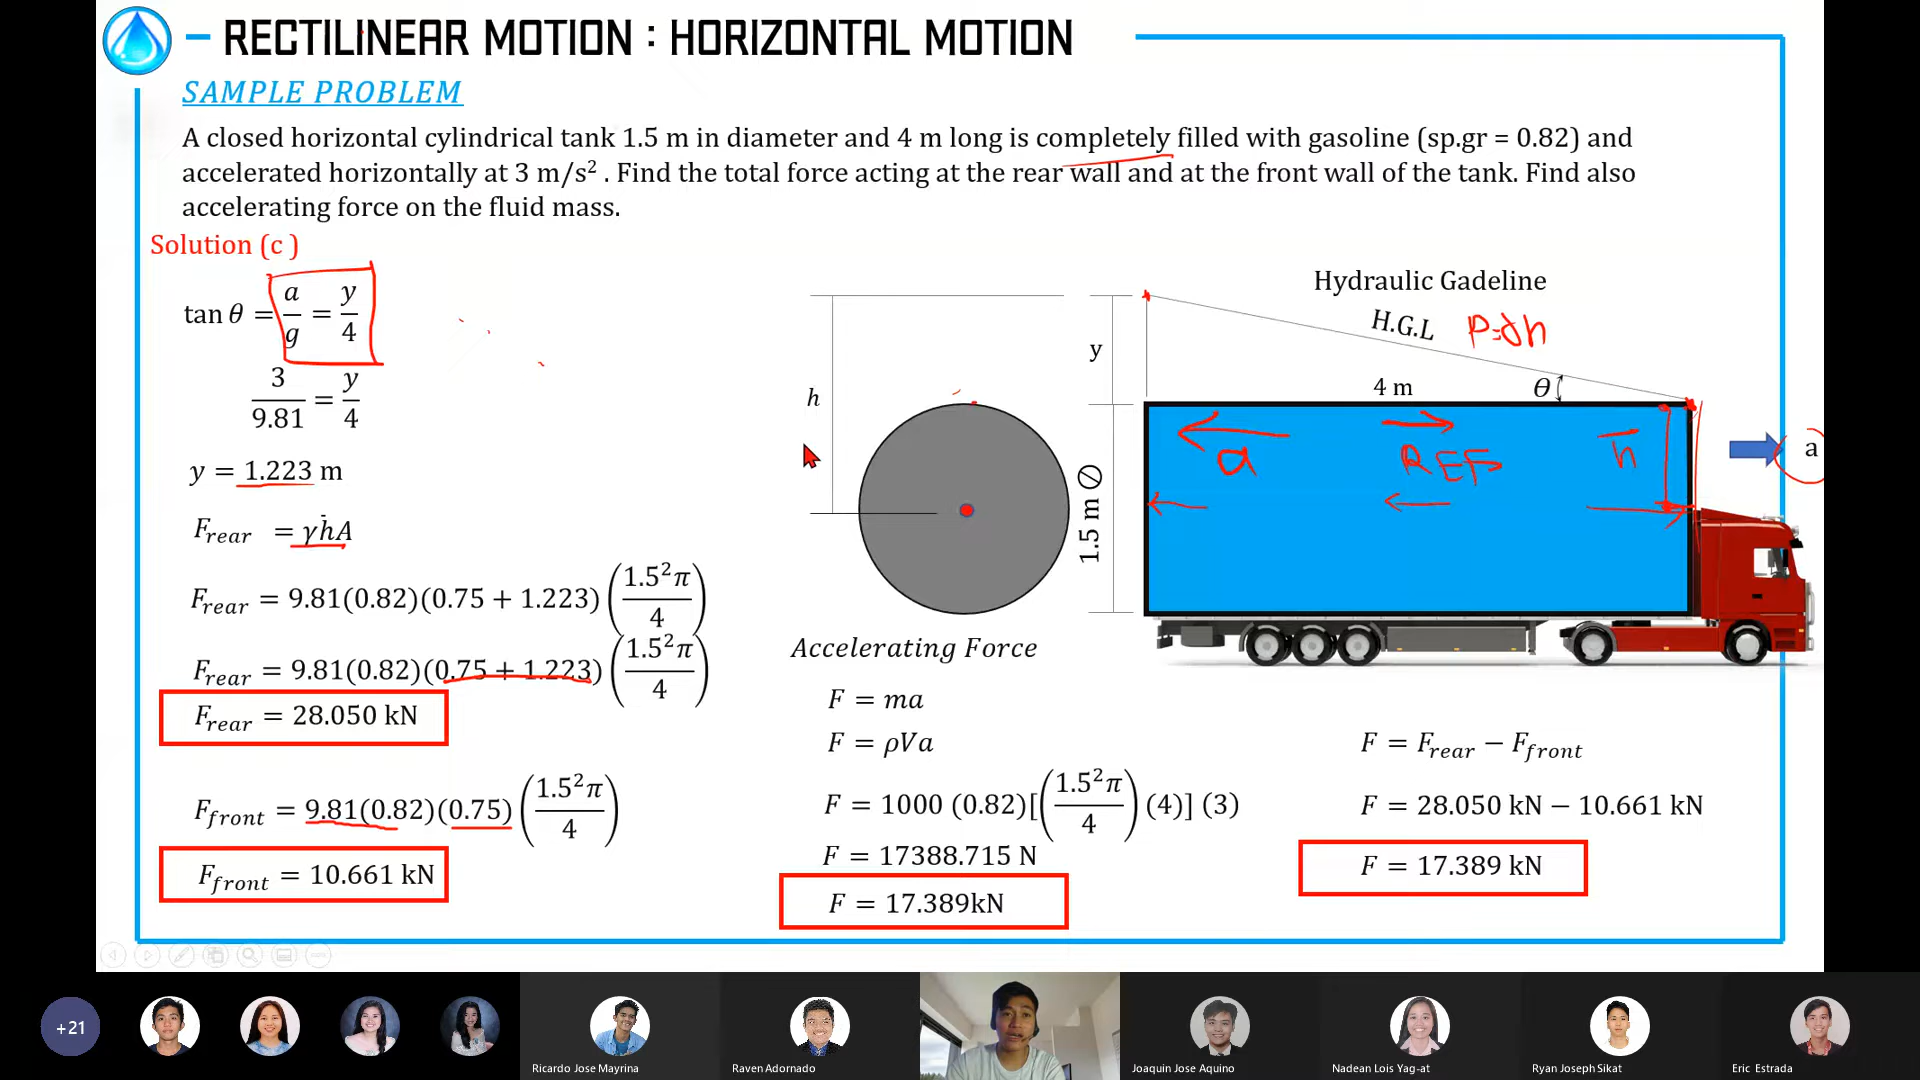 RECTILINEAR MOTION : HORIZONTAL MOTION
SAMPLE PROBLEM
A closed horizontal cylindrical tank 1.5 m in diameter and 4 m long is completely filled with gasoline (sp.gr = 0.82) and
accelerated horizontally at 3 m/s² . Find the total force acting at the rear wall and at the front wall of the tank. Find also
accelerating force on the fluid mass.
Solution (c )
tan θ = a/g = y/4
3/9.81 = y/4
y = 1.223 m
F_rear = γh̄A
F_rear = 9.81(0.82)(0.75 + 1.223)(1.5²π/4)
F_rear = 9.81(0.82)(0.75 + 1.223)(1.5²π/4)
F_rear = 28.050 kN
F_front = 9.81(0.82)(0.75)(1.5²π/4)
F_front = 10.661 kN
Hydraulic Gadeline
H.G.L
P=γh
h
y
4 m
θ
1.5 m ∅
a
REF
h
a
Accelerating Force
F = ma
F = ρVa
F = 1000 (0.82)[(1.5²π/4)(4)] (3)
F = 17388.715 N
F = 17.389kN
F = F_rear − F_front
F = 28.050 kN − 10.661 kN
F = 17.389 kN
+21
Ricardo Jose Mayrina
Raven Adornado
Joaquin Jose Aquino
Nadean Lois Yag-at
Ryan Joseph Sikat
Eric Estrada